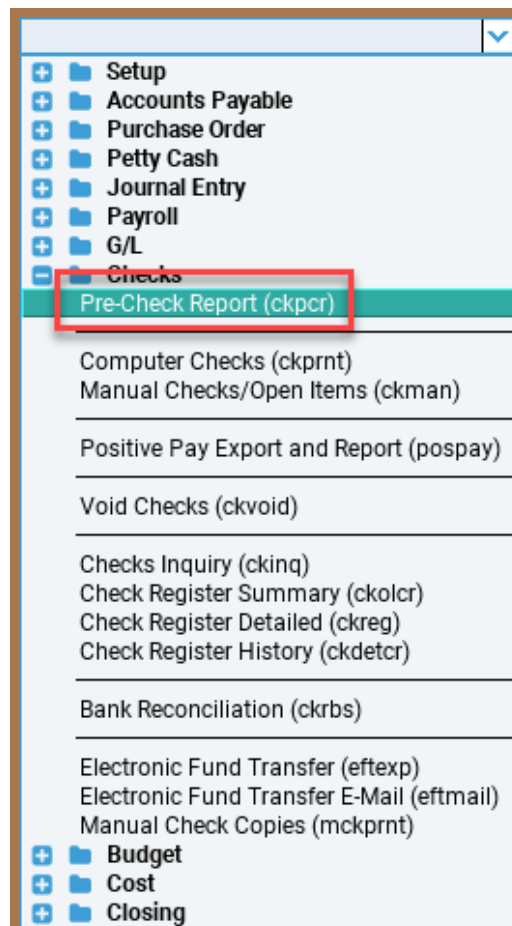 Setup
Accounts Payable
Purchase Order
Petty Cash
Journal Entry
Payroll
G/L
Checks
Pre-Check Report (ckpcr)
Computer Checks (ckprnt)
Manual Checks/Open Items (ckman)
Positive Pay Export and Report (pospay)
Void Checks (ckvoid)
Checks Inquiry (ckinq)
Check Register Summary (ckolcr)
Check Register Detailed (ckreg)
Check Register History (ckdetcr)
Bank Reconciliation (ckrbs)
Electronic Fund Transfer (eftexp)
Electronic Fund Transfer E-Mail (eftmail)
Manual Check Copies (mckprnt)
Budget
Cost
Closing